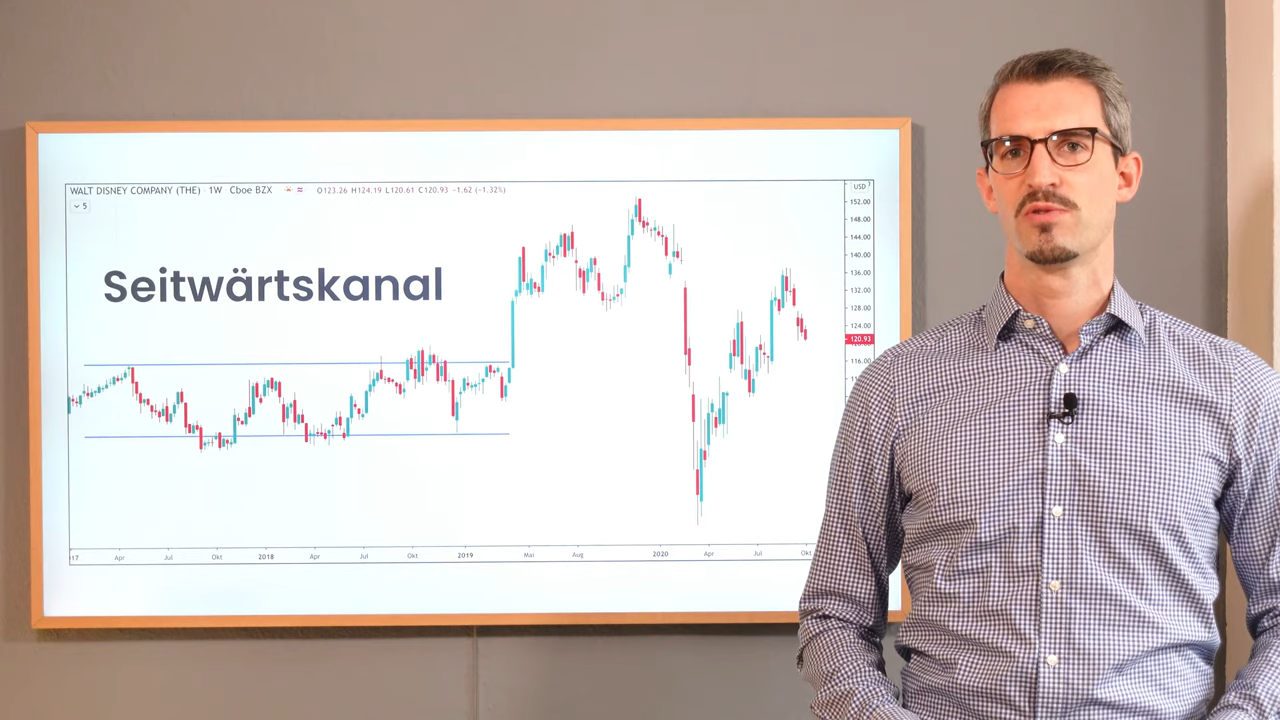 WALT DISNEY COMPANY (THE) 1W Cboe BZX O123.26 H124.19 L120.61 C120.93 -1.62 (-1.32%)
USD
5
152.00
148.00
144.00
140.00
136.00
132.00
128.00
124.00
120.93
116.00
Seitwärtskanal
17 Apr Jul Okt 2018 Apr Jul Okt 2019 Mai Aug 2020 Apr Jul Okt